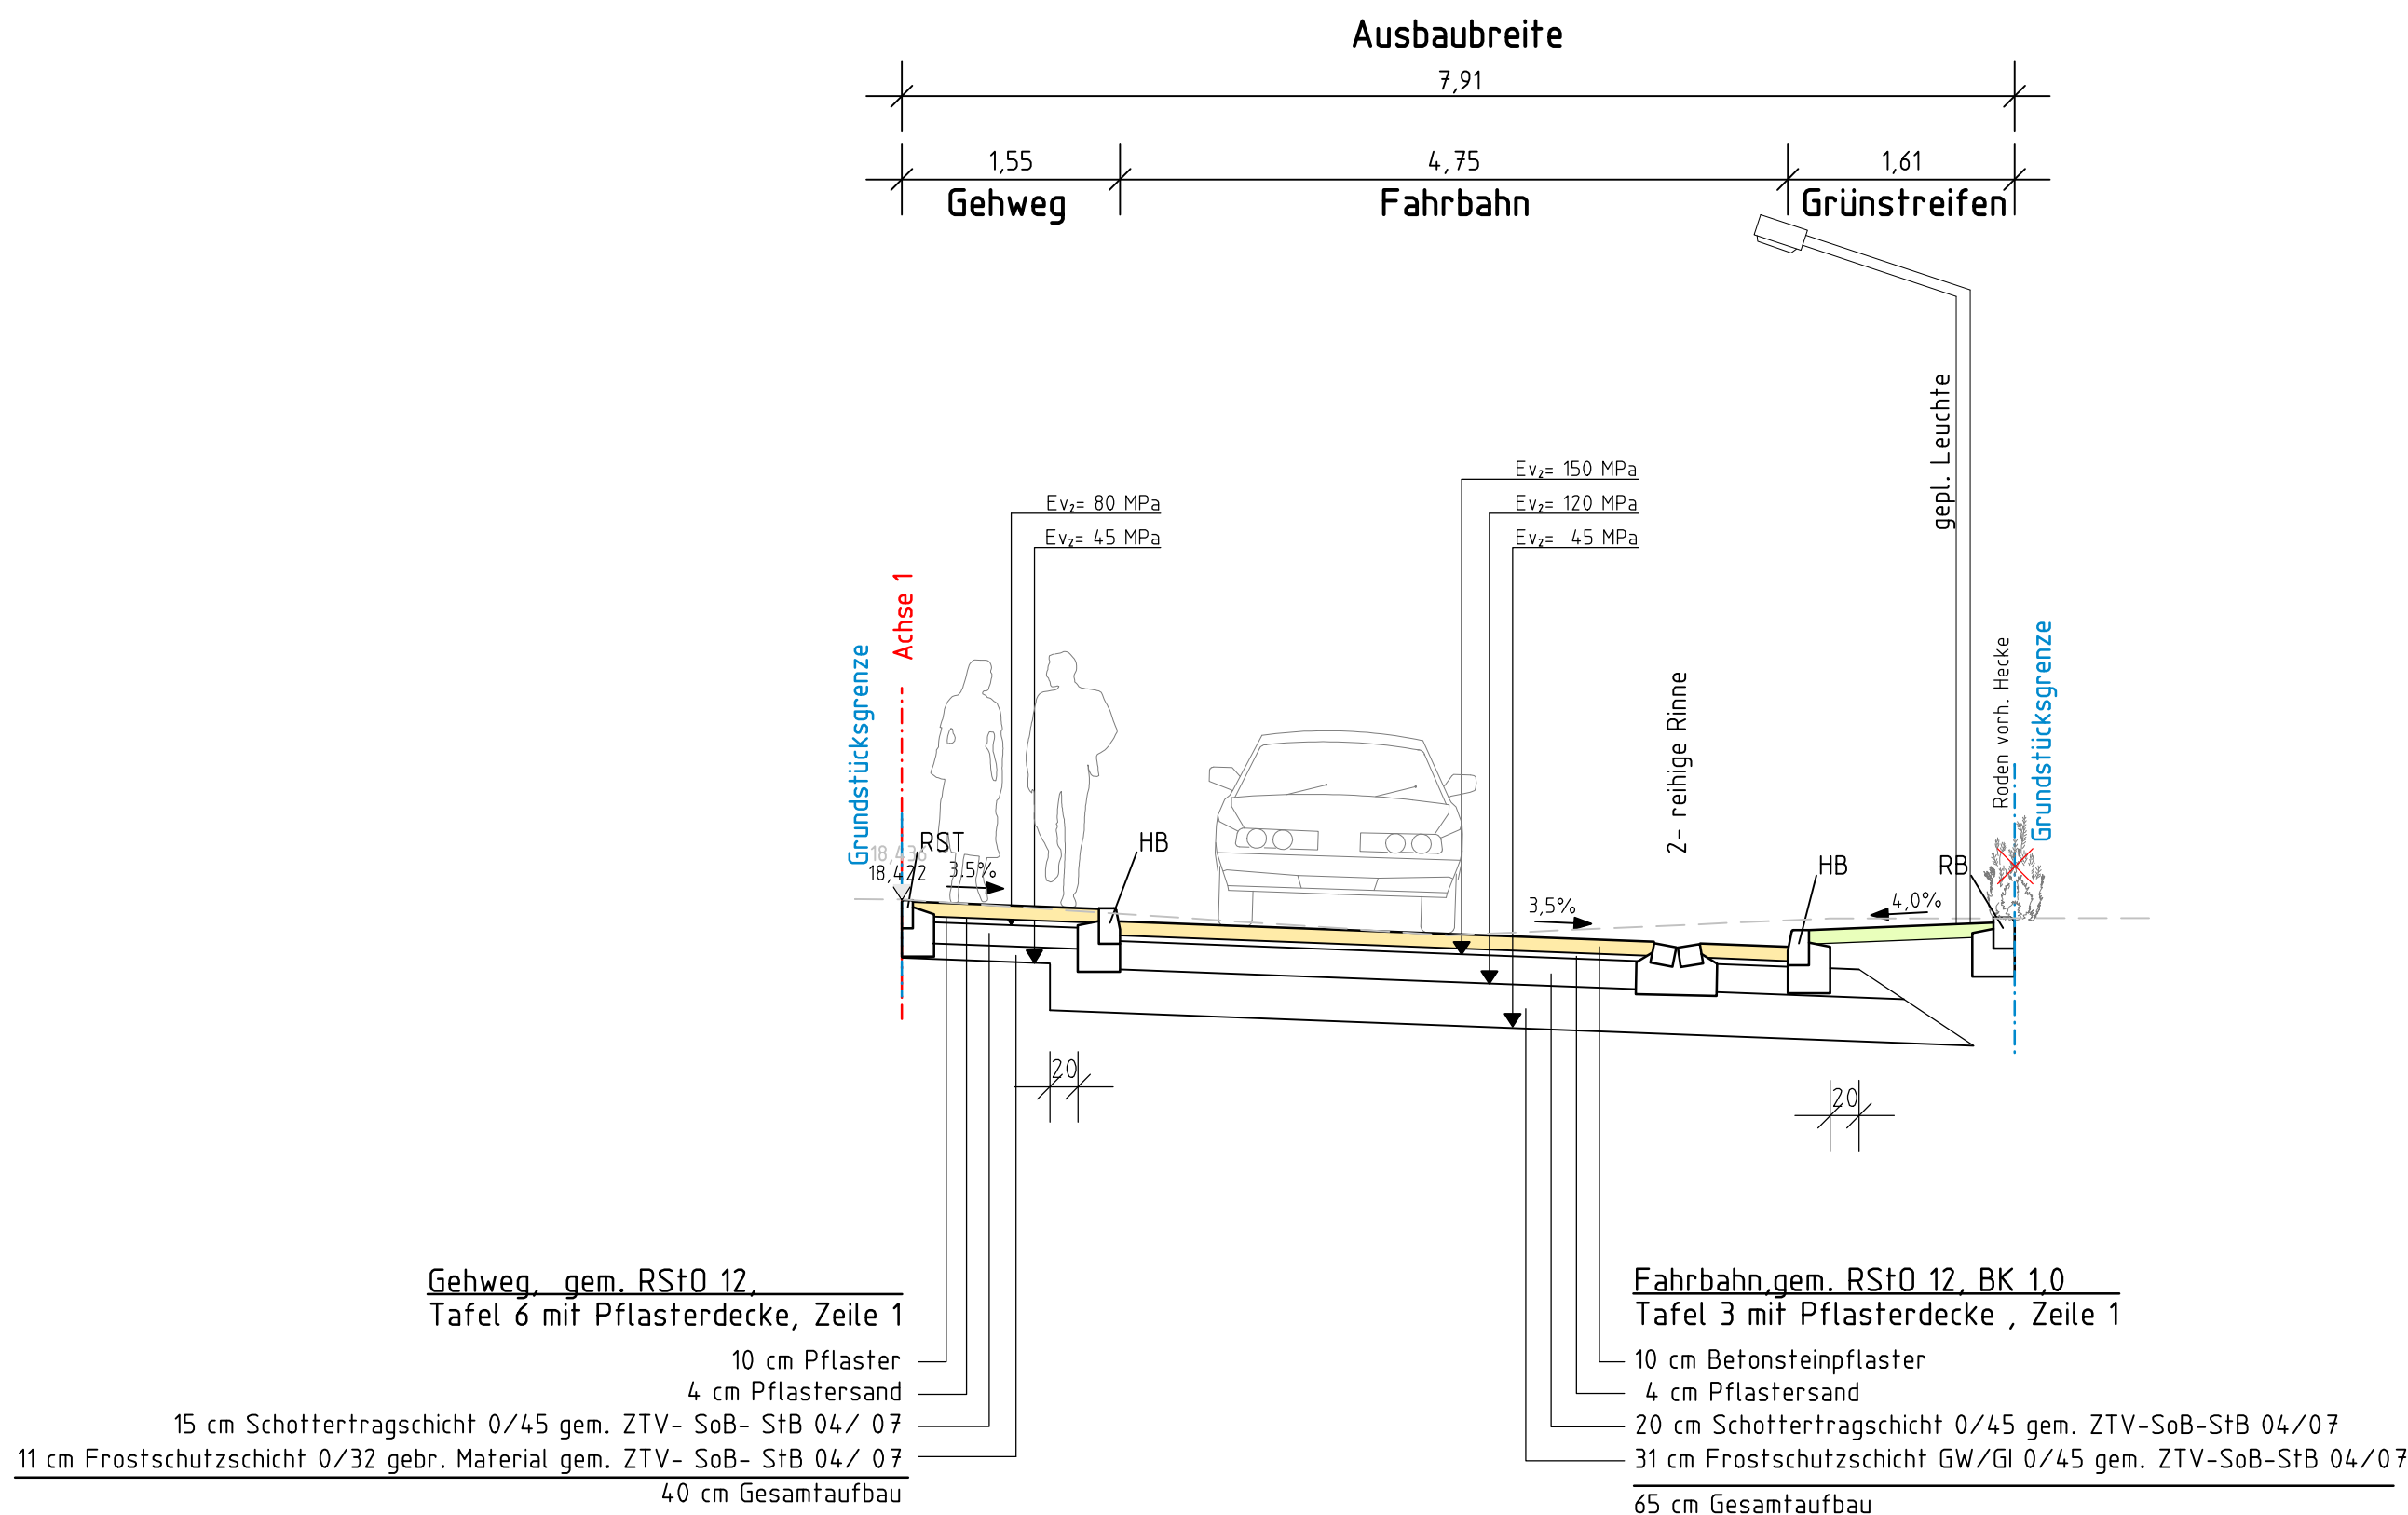 Ausbaubreite
7,91
1,55
4,75
1,61
Gehweg
Fahrbahn
Grünstreifen
gepl. Leuchte
Ev₂= 150 MPa
Ev₂= 80 MPa
Ev₂= 120 MPa
Ev₂= 45 MPa
Ev₂= 45 MPa
Achse 1
Grundstücksgrenze
2- reihige Rinne
Roden vorh. Hecke
Grundstücksgrenze
RST
HB
HB
RB
18,436
18,422
3.5%
3,5%
4,0%
20
20
Gehweg, gem. RStO 12,
Tafel 6 mit Pflasterdecke, Zeile 1
10 cm Pflaster
4 cm Pflastersand
15 cm Schottertragschicht 0/45 gem. ZTV- SoB- StB 04/ 07
11 cm Frostschutzschicht 0/32 gebr. Material gem. ZTV- SoB- StB 04/ 07
40 cm Gesamtaufbau
Fahrbahn,gem. RStO 12, BK 1,0
Tafel 3 mit Pflasterdecke , Zeile 1
10 cm Betonsteinpflaster
4 cm Pflastersand
20 cm Schottertragschicht 0/45 gem. ZTV-SoB-StB 04/07
31 cm Frostschutzschicht GW/GI 0/45 gem. ZTV-SoB-StB 04/07
65 cm Gesamtaufbau